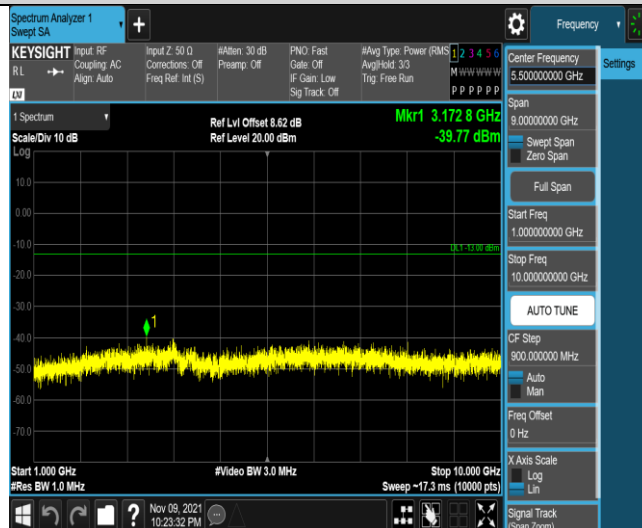 Spectrum Analyzer 1
Swept SA
Frequency
KEYSIGHT
RL
LXI
Input: RF
Coupling: AC
Align: Auto
Input Z: 50 Ω
Corrections: Off
Freq Ref: Int (S)
#Atten: 30 dB
Preamp: Off
PNO: Fast
Gate: Off
IF Gain: Low
Sig Track: Off
#Avg Type: Power (RMS
Avg|Hold: 3/3
Trig: Free Run
1 2 3 4 5 6
M W W W W W
P P P P P P
1 Spectrum
Scale/Div 10 dB
Log
Ref Lvl Offset 8.62 dB
Ref Level 20.00 dBm
Mkr1 3.172 8 GHz
-39.77 dBm
10.0
0.00
-10.0
DL1 -13.00 dBm
-20.0
-30.0
1
-40.0
-50.0
-60.0
-70.0
Start 1.000 GHz
#Res BW 1.0 MHz
#Video BW 3.0 MHz
Stop 10.000 GHz
Sweep ~17.3 ms (10000 pts)
Nov 09, 2021
10:23:32 PM
Center Frequency
5.500000000 GHz
Span
9.00000000 GHz
Swept Span
Zero Span
Full Span
Start Freq
1.000000000 GHz
Stop Freq
10.000000000 GHz
AUTO TUNE
CF Step
900.000000 MHz
Auto
Man
Freq Offset
0 Hz
X Axis Scale
Log
Lin
Signal Track
(Span Zoom)
Settings